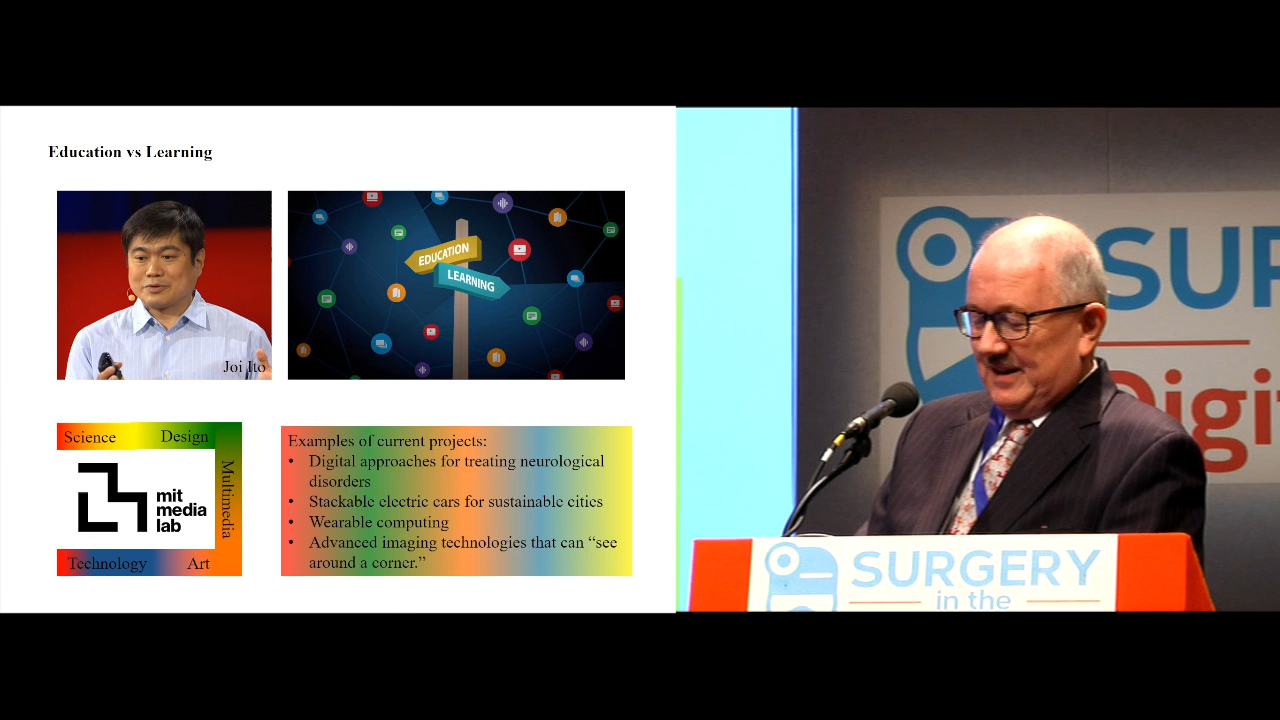 Education vs Learning
Joi Ito
EDUCATION
LEARNING
Science
Design
Multimedia
mit
media
lab
Technology
Art
Examples of current projects:
• Digital approaches for treating neurological
disorders
• Stackable electric cars for sustainable cities
• Wearable computing
• Advanced imaging technologies that can “see
around a corner.”
SUR
Digi
SURGERY
in the